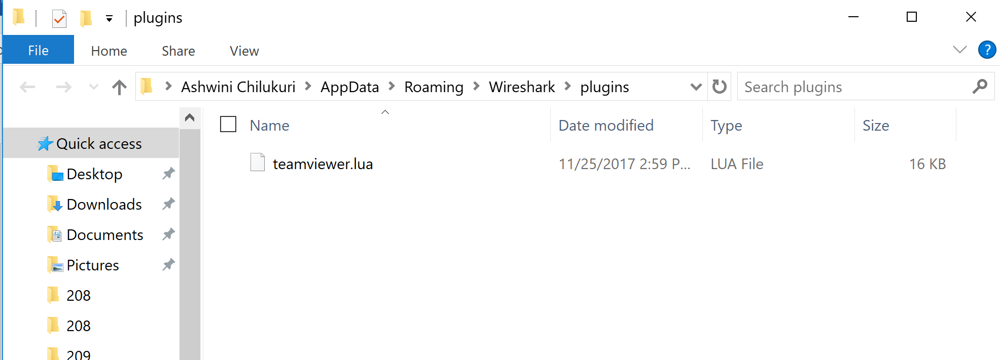 plugins
File Home Share View ?
Ashwini Chilukuri AppData Roaming Wireshark plugins Search plugins
Name Date modified Type Size
Quick access
teamviewer.lua 11/25/2017 2:59 P... LUA File 16 KB
Desktop
Downloads
Documents
Pictures
208
208
209